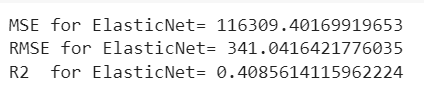 MSE for ElasticNet= 116309.40169919653
RMSE for ElasticNet= 341.0416421776035
R2  for ElasticNet= 0.4085614115962224